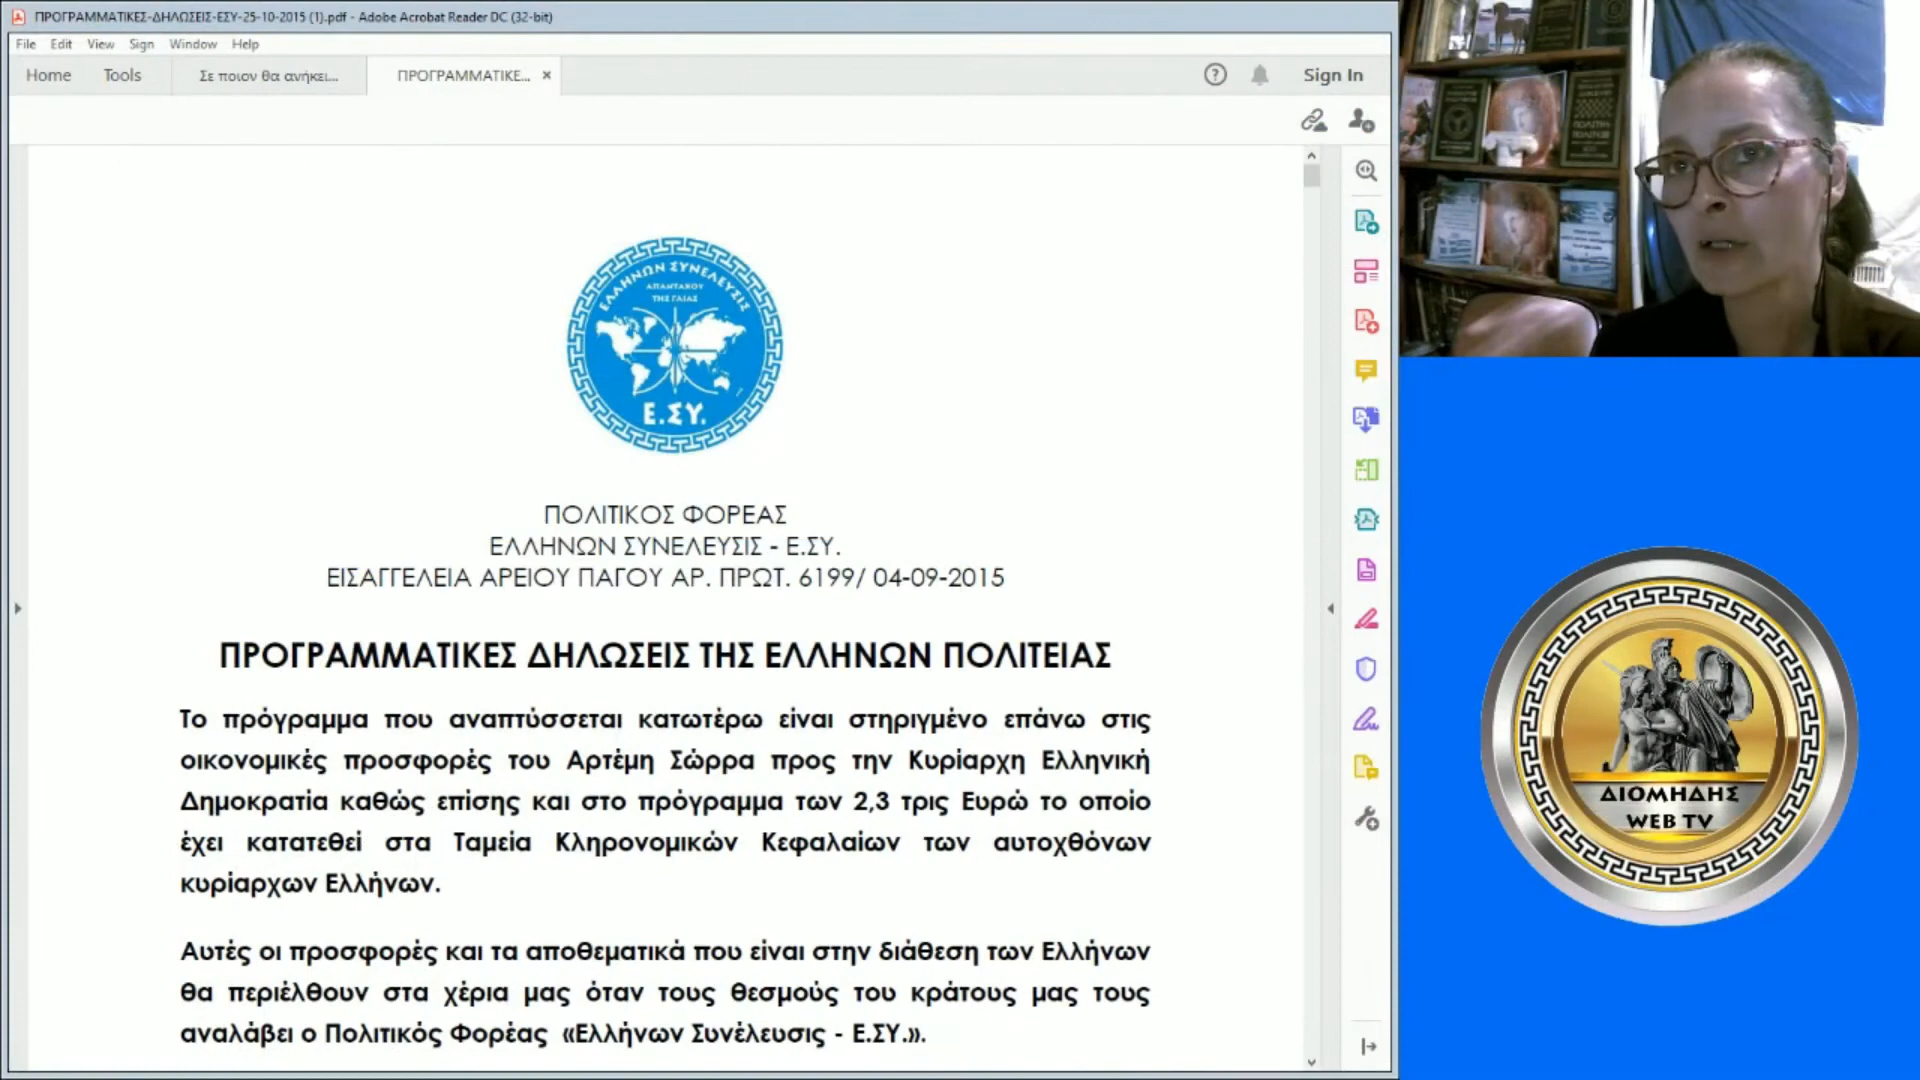 ΠΡΟΓΡΑΜΜΑΤΙΚΕΣ-ΔΗΛΩΣΕΙΣ-ΕΣΥ-25-10-2015 (1).pdf - Adobe Acrobat Reader DC (32-bit)
File Edit View Sign Window Help
Home Tools Σε ποιον θα ανήκει... ΠΡΟΓΡΑΜΜΑΤΙΚΕ... Sign In
ΕΛΛΗΝΩΝ ΣΥΝΕΛΕΥΣΙΣ
ΑΠΑΝΤΑΧΟΥ
ΤΗΣ ΓΑΙΑΣ
Ε.ΣΥ.
ΠΟΛΙΤΙΚΟΣ ΦΟΡΕΑΣ
ΕΛΛΗΝΩΝ ΣΥΝΕΛΕΥΣΙΣ - Ε.ΣΥ.
ΕΙΣΑΓΓΕΛΕΙΑ ΑΡΕΙΟΥ ΠΑΓΟΥ ΑΡ. ΠΡΩΤ. 6199/ 04-09-2015
ΠΡΟΓΡΑΜΜΑΤΙΚΕΣ ΔΗΛΩΣΕΙΣ ΤΗΣ ΕΛΛΗΝΩΝ ΠΟΛΙΤΕΙΑΣ
Το πρόγραμμα που αναπτύσσεται κατωτέρω είναι στηριγμένο επάνω στις
οικονομικές προσφορές του Αρτέμη Σώρρα προς την Κυρίαρχη Ελληνική
Δημοκρατία καθώς επίσης και στο πρόγραμμα των 2,3 τρις Ευρώ το οποίο
έχει κατατεθεί στα Ταμεία Κληρονομικών Κεφαλαίων των αυτοχθόνων
κυρίαρχων Ελλήνων.
Αυτές οι προσφορές και τα αποθεματικά που είναι στην διάθεση των Ελλήνων
θα περιέλθουν στα χέρια μας όταν τους θεσμούς του κράτους μας τους
αναλάβει ο Πολιτικός Φορέας «Ελλήνων Συνέλευσις - Ε.ΣΥ.».
ΔΙΟΜΗΔΗΣ
WEB TV